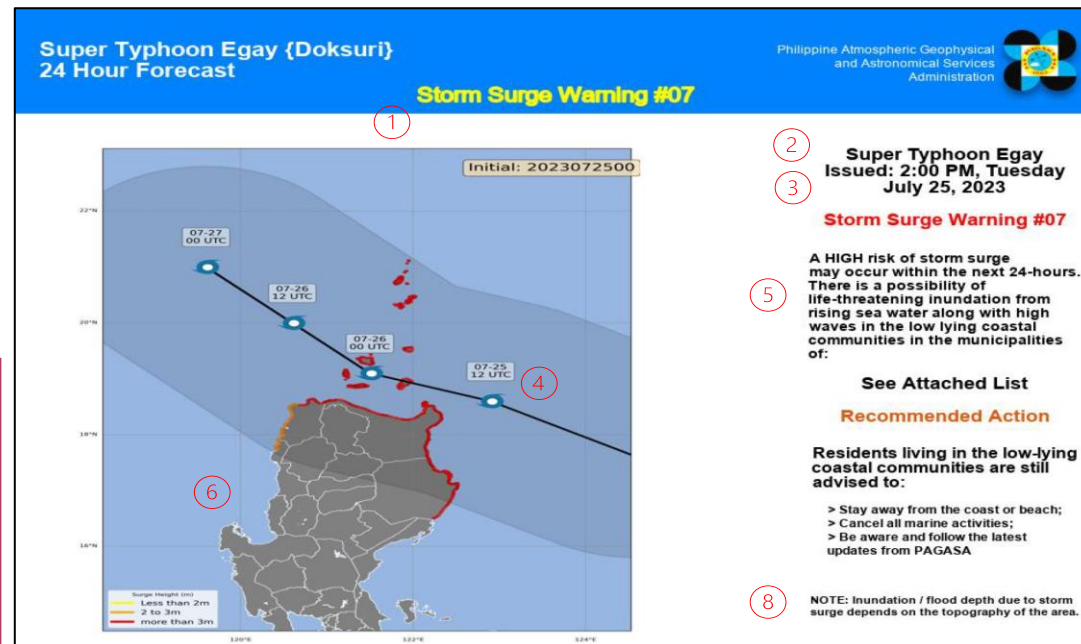 Super Typhoon Egay {Doksuri}
24 Hour Forecast
Storm Surge Warning #07
Philippine Atmospheric Geophysical
and Astronomical Services
Administration
1
Initial: 2023072500
22°N
20°N
18°N
16°N
07-27
00 UTC
07-26
12 UTC
07-26
00 UTC
07-25
12 UTC
4
6
Surge Height (m)
Less than 2m
2 to 3m
more than 3m
120°E
122°E
124°E
2
Super Typhoon Egay
Issued: 2:00 PM, Tuesday
3
July 25, 2023
Storm Surge Warning #07
A HIGH risk of storm surge
may occur within the next 24-hours.
5
There is a possibility of
life-threatening inundation from
rising sea water along with high
waves in the low lying coastal
communities in the municipalities
of:
See Attached List
Recommended Action
Residents living in the low-lying
coastal communities are still
advised to:
> Stay away from the coast or beach;
> Cancel all marine activities;
> Be aware and follow the latest
updates from PAGASA
8
NOTE: Inundation / flood depth due to storm
surge depends on the topography of the area.